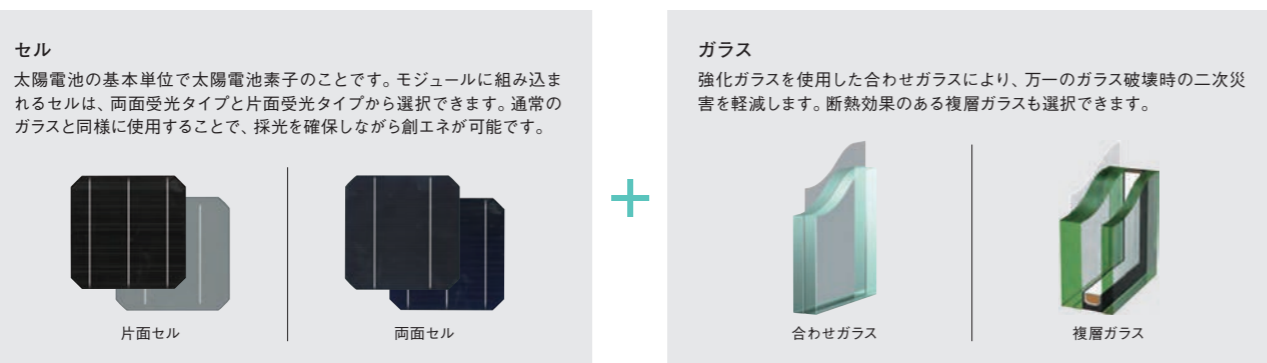 セル
太陽電池の基本単位で太陽電池素子のことです。モジュールに組み込ま
れるセルは、両面受光タイプと片面受光タイプから選択できます。通常の
ガラスと同様に使用することで、採光を確保しながら創エネが可能です。
片面セル
両面セル
+
ガラス
強化ガラスを使用した合わせガラスにより、万一のガラス破壊時の二次災
害を軽減します。断熱効果のある複層ガラスも選択できます。
合わせガラス
複層ガラス